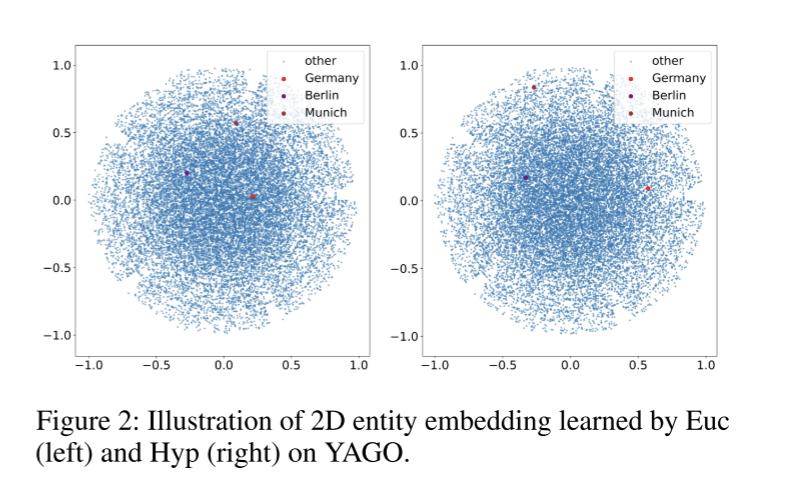 1.0
0.5
0.0
−0.5
−1.0
−1.0 −0.5 0.0 0.5 1.0
other
Germany
Berlin
Munich
1.0
0.5
0.0
−0.5
−1.0
−1.0 −0.5 0.0 0.5 1.0
other
Germany
Berlin
Munich
Figure 2: Illustration of 2D entity embedding learned by Euc
(left) and Hyp (right) on YAGO.